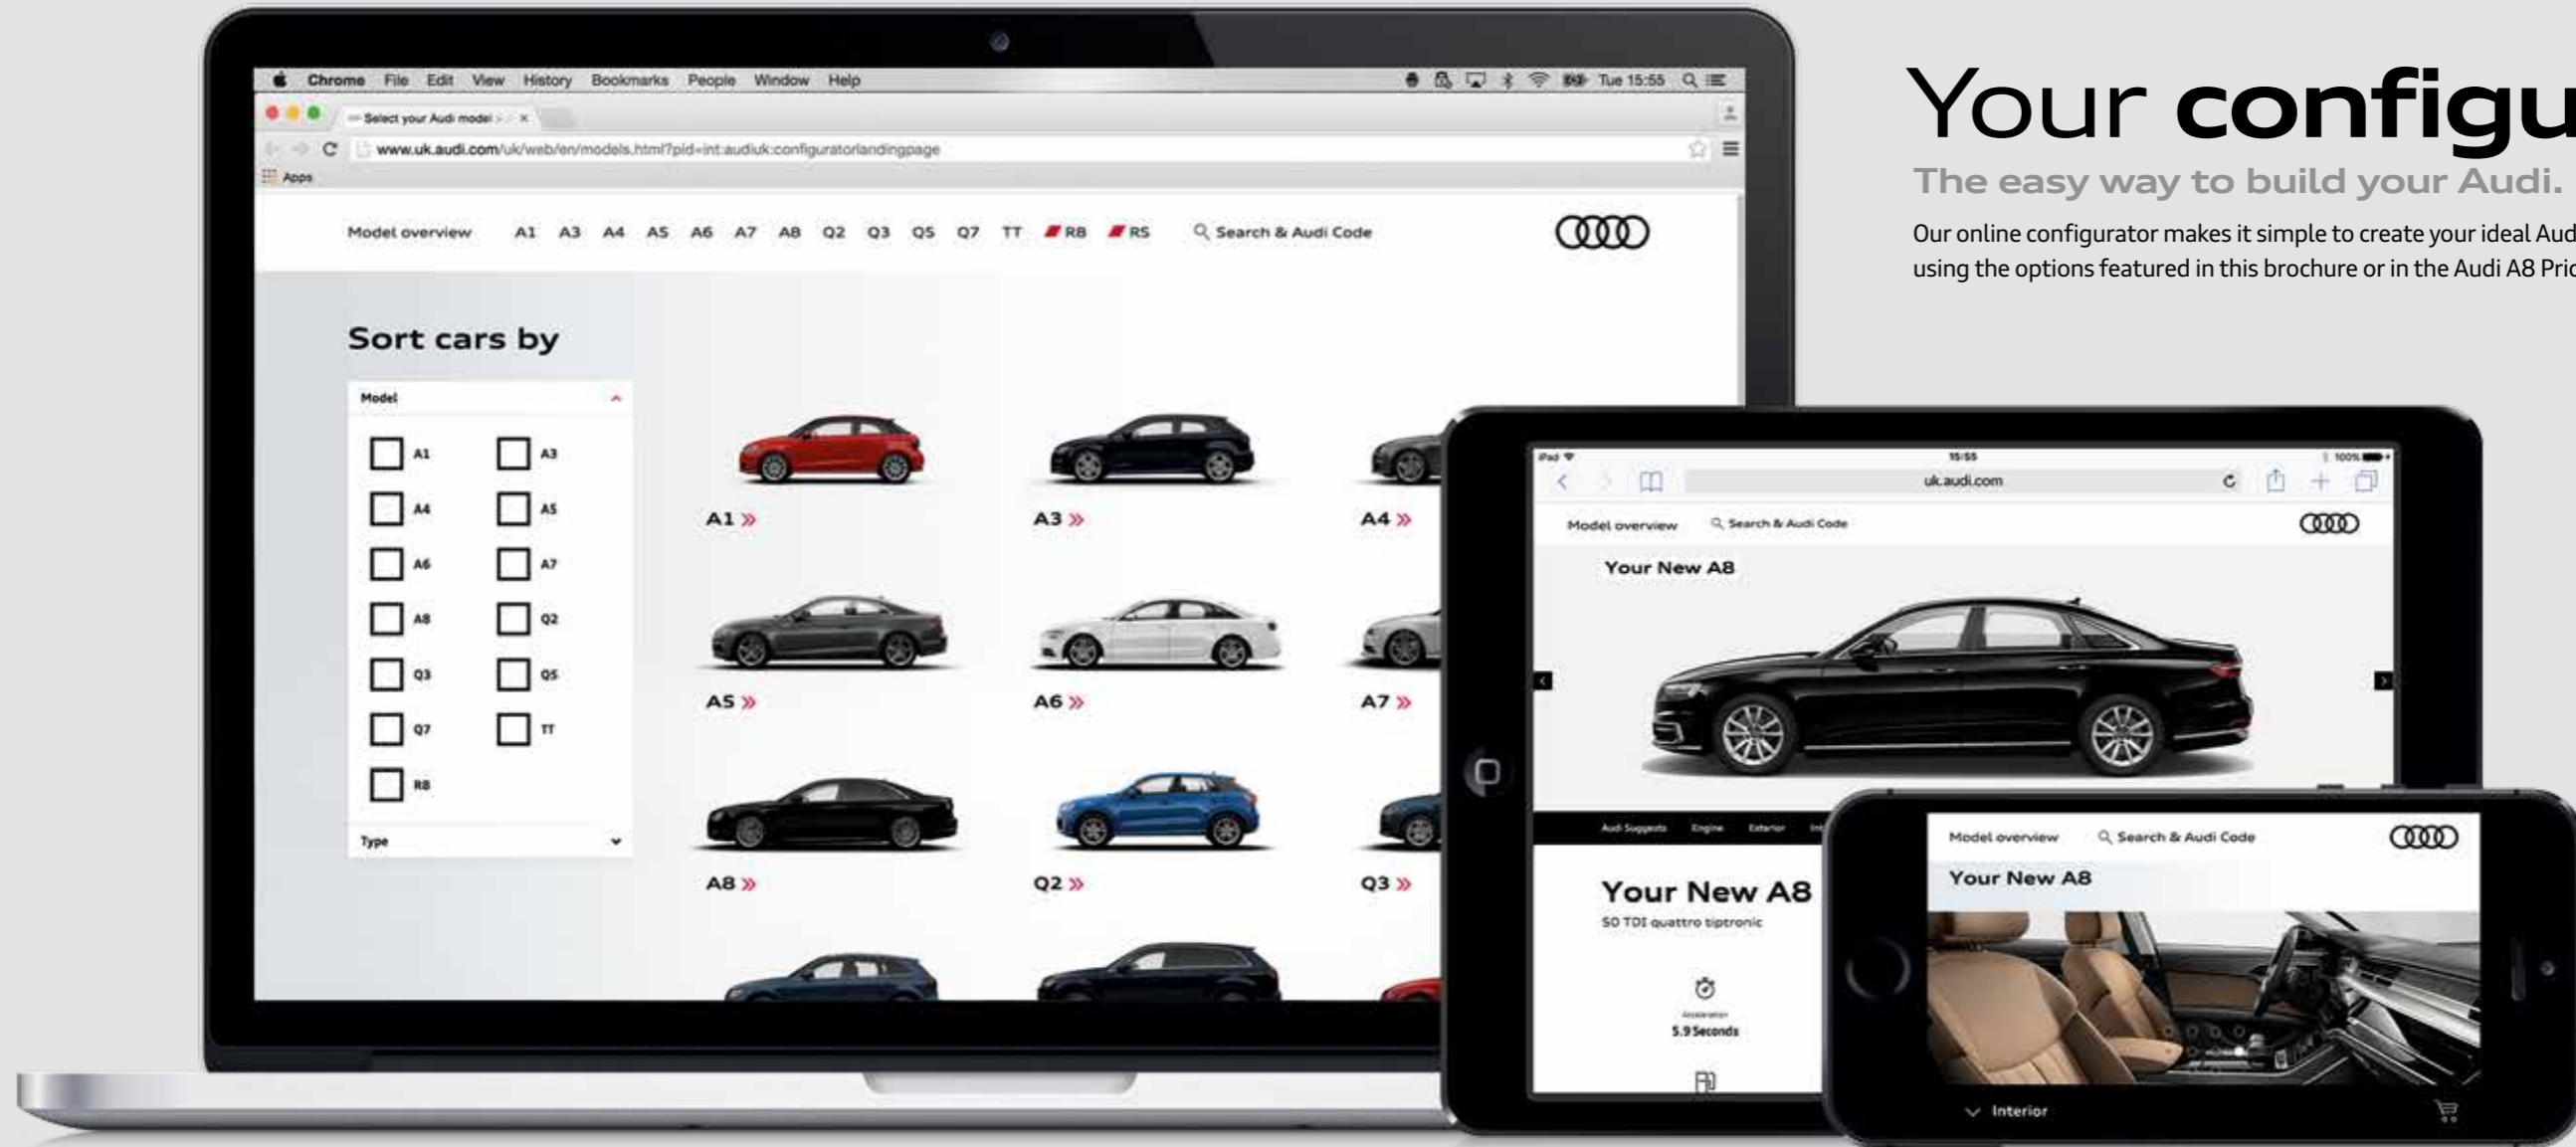 Your configu
The easy way to build your Audi.
Our online configurator makes it simple to create your ideal Aud
using the options featured in this brochure or in the Audi A8 Pric
Chrome File Edit View History Bookmarks People Window Help
Tue 15:55
Select your Audi model
www.uk.audi.com/uk/web/en/models.html?pid=int:audiuk:configuratorlandingpage
Apps
Model overview A1 A3 A4 A5 A6 A7 A8 Q2 Q3 Q5 Q7 TT R8 RS Search & Audi Code
Sort cars by
Model
A1 A3
A4 A5
A6 A7
A8 Q2
Q3 Q5
Q7 TT
R8
Type
A1 » A3 » A4 »
A5 » A6 » A7 »
A8 » Q2 » Q3 »
iPad 15:55 100%
uk.audi.com
Model overview Search & Audi Code
Your New A8
Audi Suggests Engine Exterior Int
Your New A8
50 TDI quattro tiptronic
Acceleration
5.9 Seconds
Model overview Search & Audi Code
Your New A8
Interior